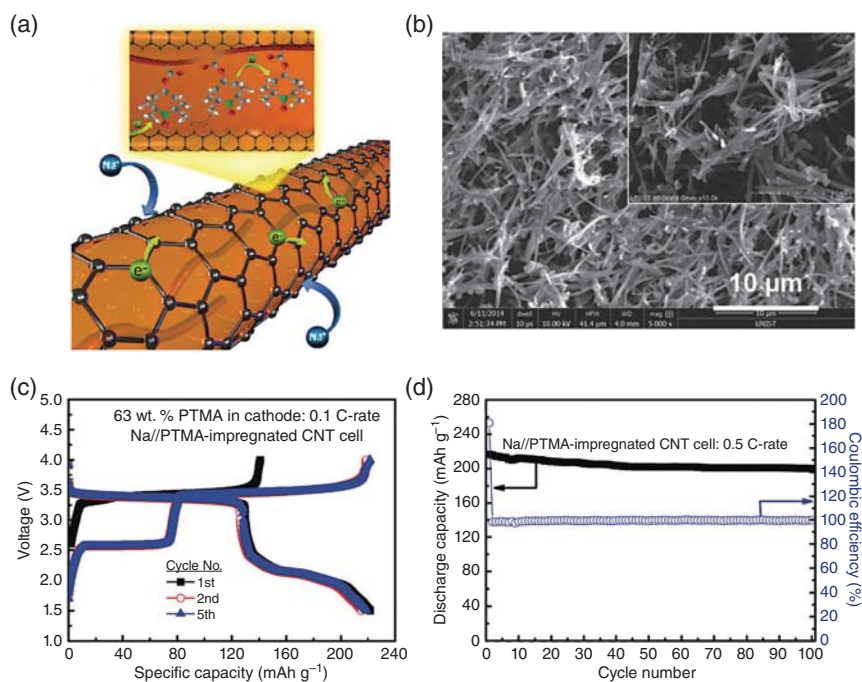 (a)
Na⁺
e⁻
e⁻
e⁻
Na⁺
(b)
10 µm
6/11/2014
2:51:34 PM
dwell
10 µs
HV
10.00 kV
HFW
41.4 µm
WD
4.0 mm
mag
5 000 x
10 µm
UNIST
(c)
63 wt. % PTMA in cathode: 0.1 C-rate
Na//PTMA-impregnated CNT cell
Voltage (V)
5.0
4.5
4.0
3.5
3.0
2.5
2.0
1.5
1.0
Cycle No.
1st
2nd
5th
0 40 80 120 160 200 240
Specific capacity (mAh g⁻¹)
(d)
Na//PTMA-impregnated CNT cell: 0.5 C-rate
Discharge capacity (mAh g⁻¹)
280
240
200
160
120
80
40
0
200
180
160
140
120
100
80
60
40
20
0
Coulombic efficiency (%)
0 10 20 30 40 50 60 70 80 90 100
Cycle number